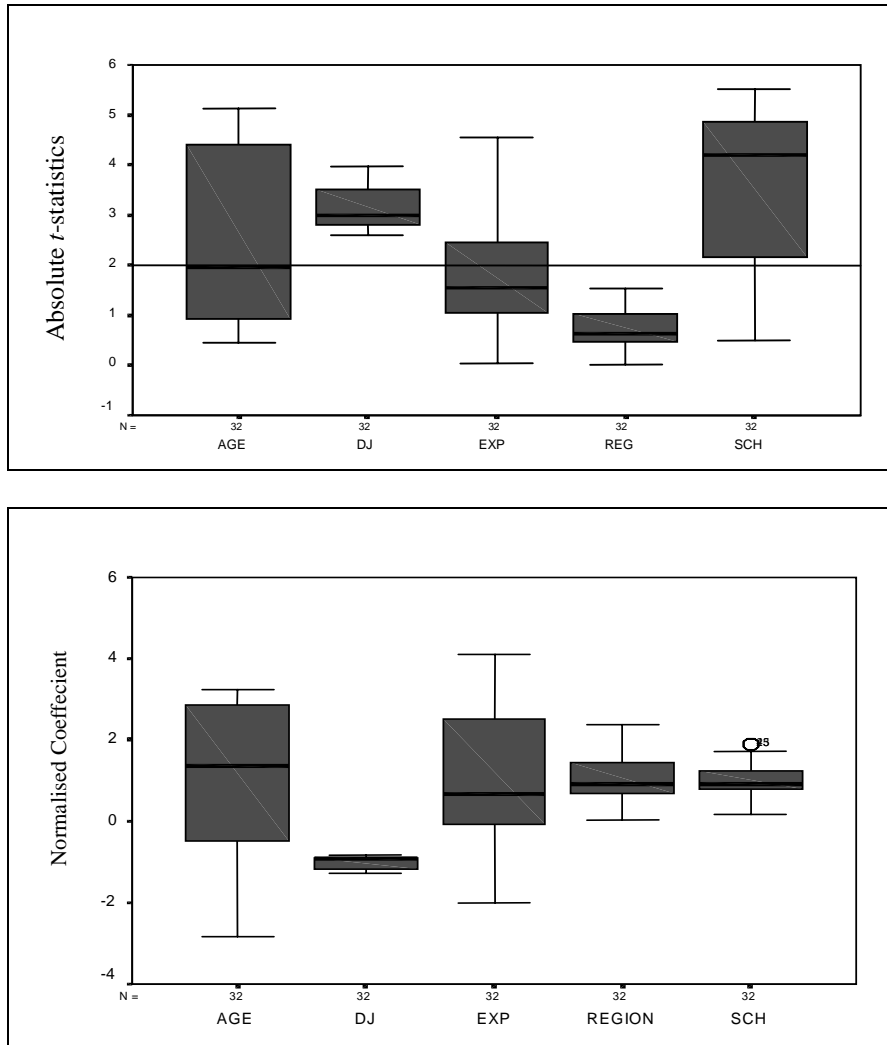 Absolute t-statistics
6
5
4
3
2
1
0
-1
N = 32 32 32 32 32
AGE DJ EXP REG SCH
Normalised Coeffecient
6
4
2
0
-2
-4
N = 32 32 32 32 32
AGE DJ EXP REGION SCH